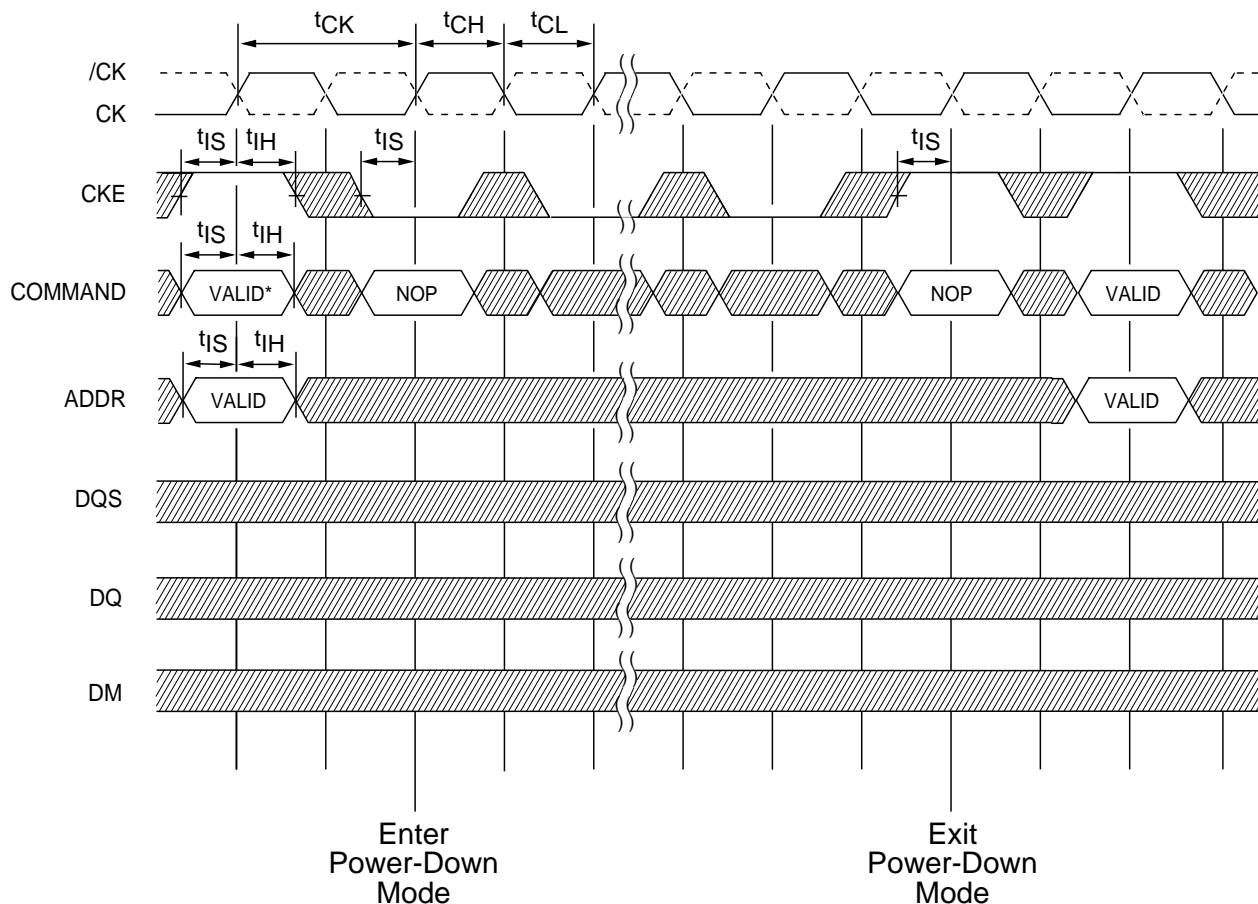 tCK tCH tCL
/CK
CK
tIS tIH tIS tIS
CKE
tIS tIH
COMMAND VALID* NOP NOP VALID
tIS tIH
ADDR VALID VALID
DQS
DQ
DM
Enter
Power-Down
Mode
Exit
Power-Down
Mode